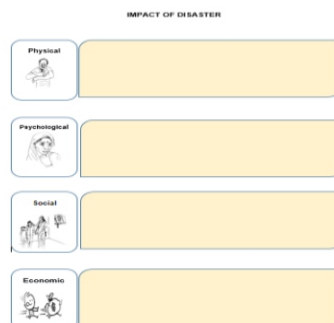 IMPACT OF DISASTER
Physical
Psychological
Social
Economic